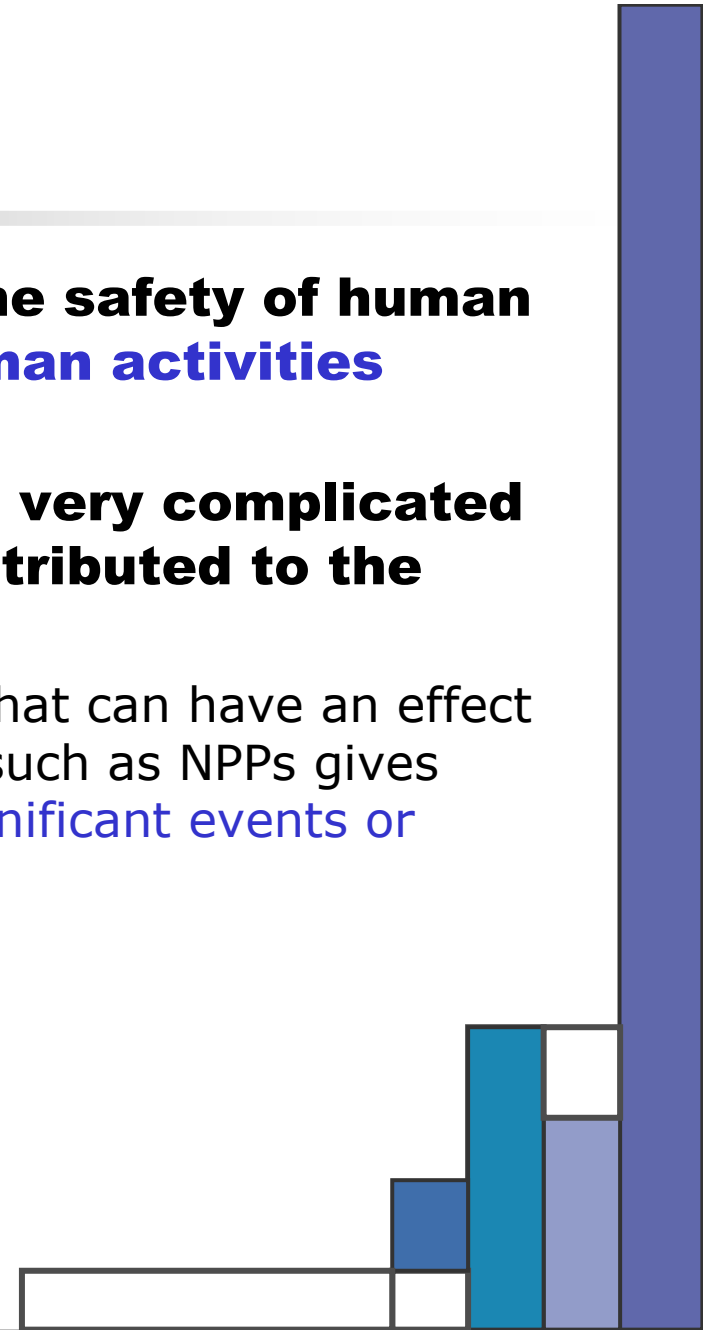 he safety of human
man activities
very complicated
tributed to the
hat can have an effect
such as NPPs gives
nificant events or